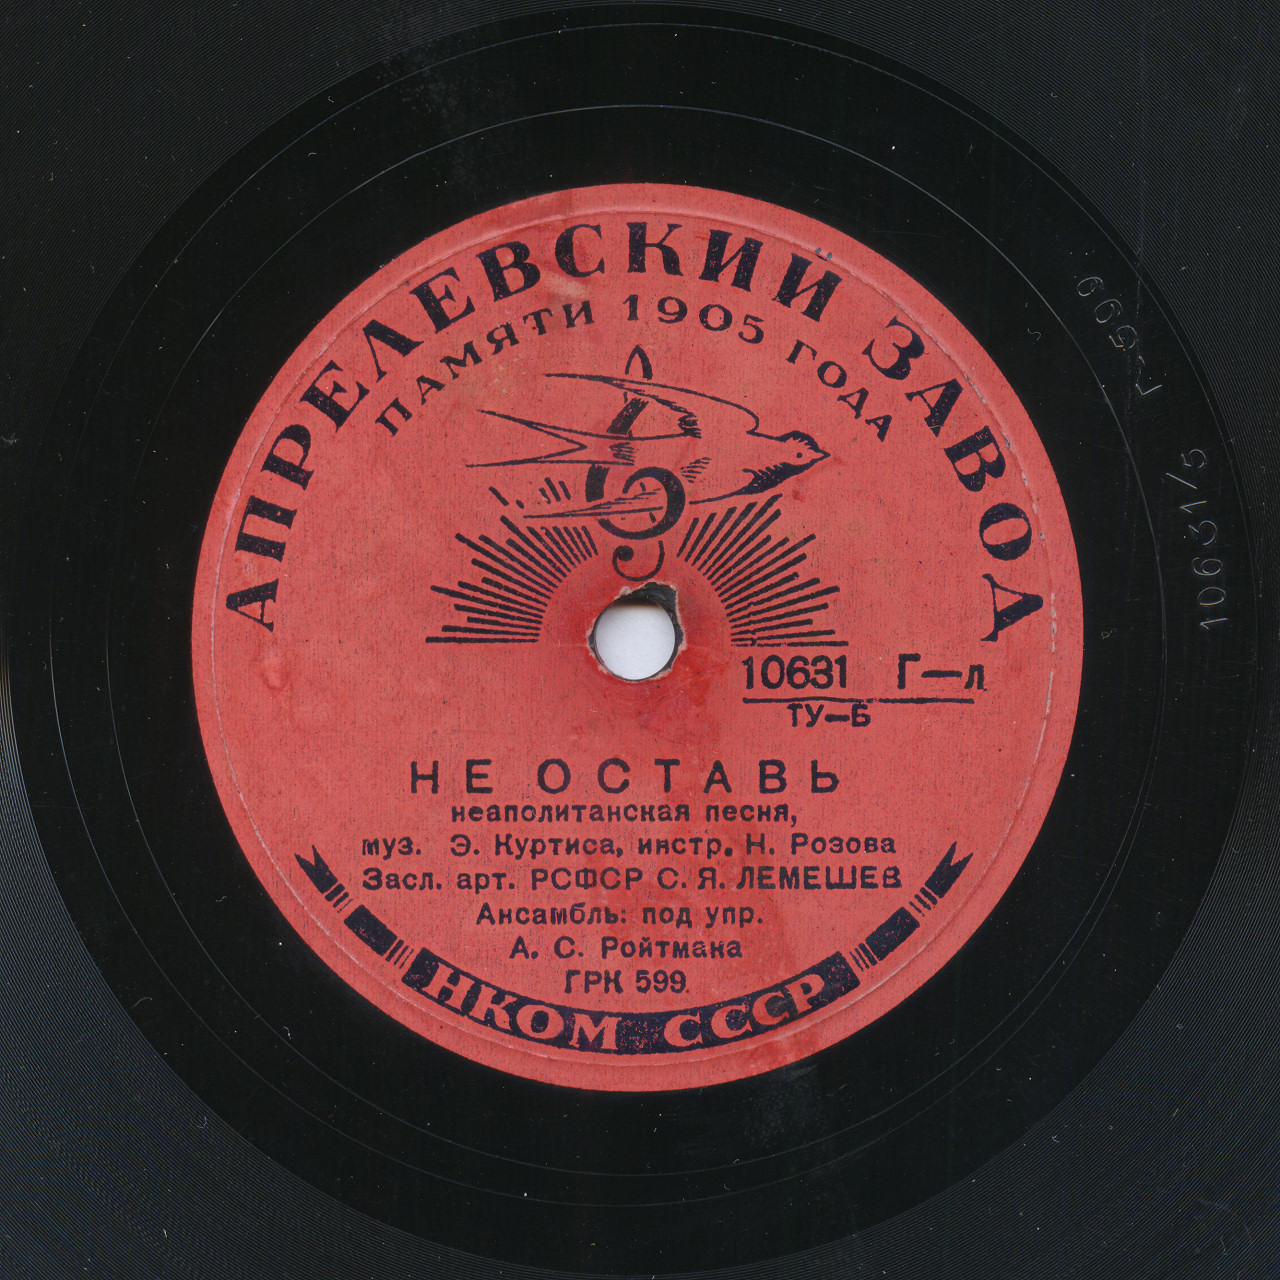 АПРЕЛЕВСКИЙ ЗАВОД
ПАМЯТИ 1905 ГОДА
10631 Г—л
ТУ—Б
НЕ ОСТАВЬ
неаполитанская песня,
муз. Э. Куртиса, инстр. Н. Розова
Засл. арт. РСФСР С. Я. ЛЕМЕШЕВ
Ансамбль: под упр.
А. С. Ройтмана
ГРК 599
НКОМ СССР
Г-599
10631/5